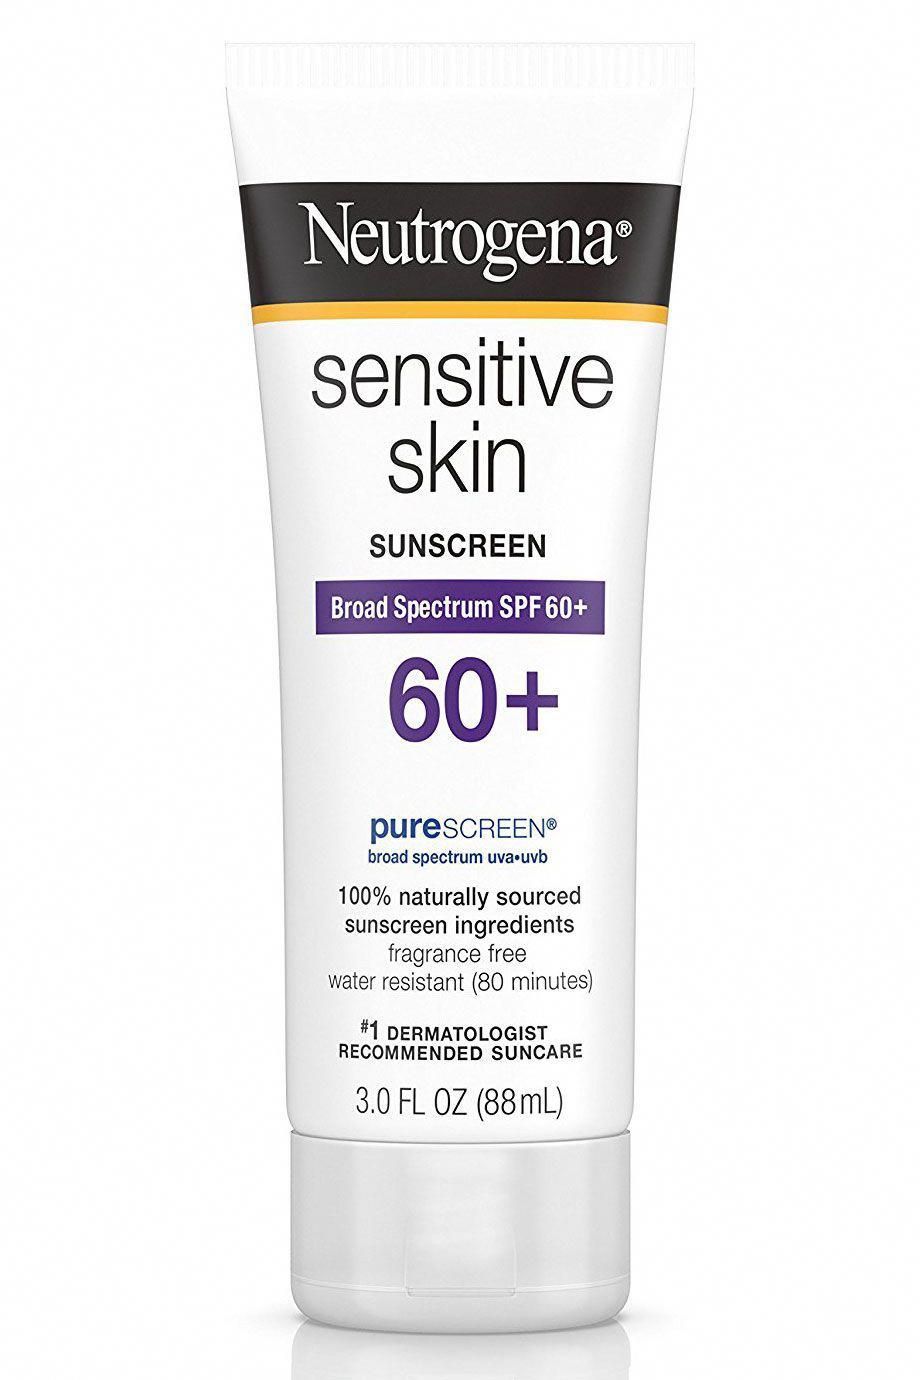 Neutrogena®
sensitive
skin
SUNSCREEN
Broad Spectrum SPF 60+
60+
pureSCREEN®
broad spectrum uva•uvb
100% naturally sourced
sunscreen ingredients
fragrance free
water resistant (80 minutes)
#1 DERMATOLOGIST
RECOMMENDED SUNCARE
3.0 FL OZ (88mL)